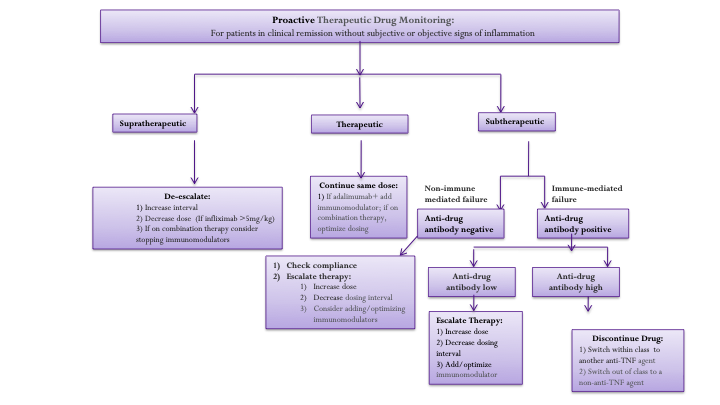 Proactive Therapeutic Drug Monitoring:
For patients in clinical remission without subjective or objective signs of inflammation
Supratherapeutic
Therapeutic
Subtherapeutic
De-escalate:
1) Increase interval
2) Decrease dose (If infliximab >5mg/kg)
3) If on combination therapy consider
stopping immunomodulators
Continue same dose:
1) If adalimumab+ add
immunomodulator; if on
combination therapy,
optimize dosing
Non-immune
mediated failure
Immune-mediated
failure
Anti-drug
antibody negative
Anti-drug
antibody positive
1) Check compliance
2) Escalate therapy:
1) Increase dose
2) Decrease dosing interval
3) Consider adding/optimizing
immunomodulators
Anti-drug
antibody low
Anti-drug
antibody high
Escalate Therapy:
1) Increase dose
2) Decrease dosing
interval
3) Add/optimize
immunomodulator
Discontinue Drug:
1) Switch within class to
another anti-TNF agent
2) Switch out of class to a
non-anti-TNF agent